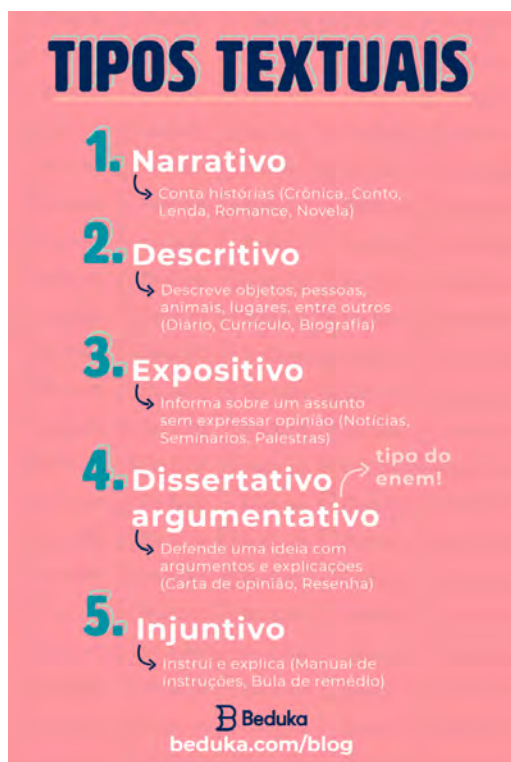 TIPOS TEXTUAIS
1. Narrativo
Conta histórias (Crônica, Conto,
Lenda, Romance, Novela)
2. Descritivo
Descreve objetos, pessoas,
animais, lugares, entre outros
(Diário, Currículo, Biografia)
3. Expositivo
Informa sobre um assunto
sem expressar opinião (Notícias,
Seminários, Palestras)
4. Dissertativo
argumentativo
tipo do
enem!
Defende uma ideia com
argumentos e explicações
(Carta de opinião, Resenha)
5. Injuntivo
Instrui e explica (Manual de
instruções, Bula de remédio)
Beduka
beduka.com/blog